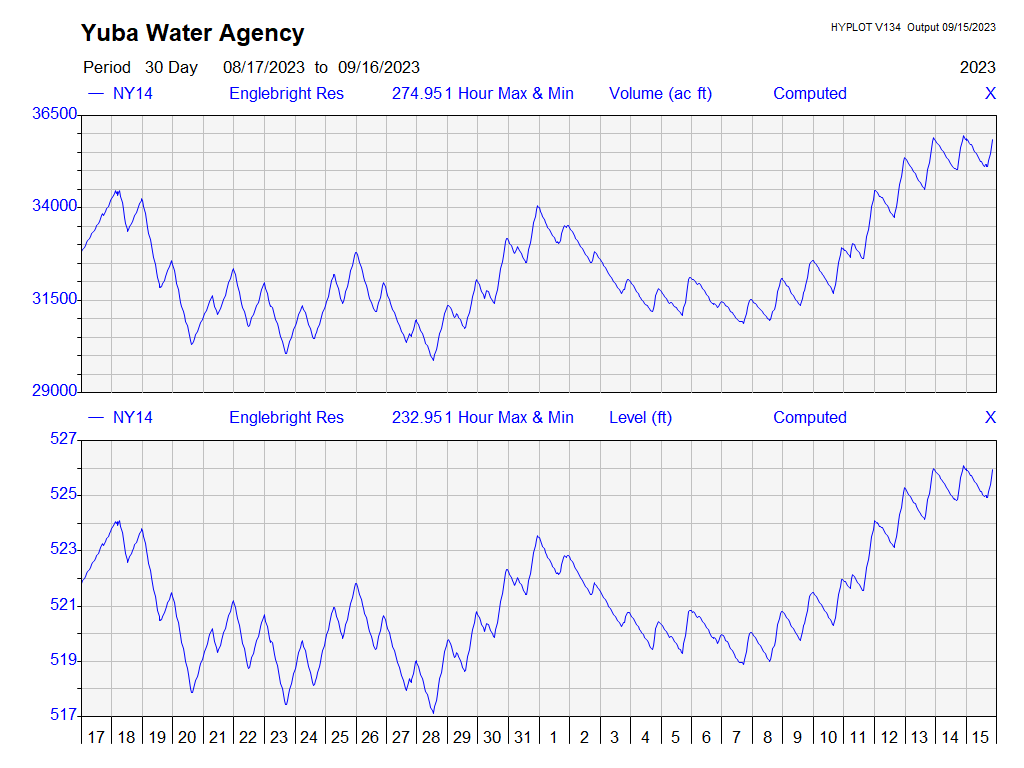 Yuba Water Agency
HYPLOT V134 Output 09/15/2023
Period 30 Day 08/17/2023 to 09/16/2023 2023
— NY14 Englebright Res 274.951 Hour Max & Min Volume (ac ft) Computed X
36500
34000
31500
29000
— NY14 Englebright Res 232.951 Hour Max & Min Level (ft) Computed X
527
525
523
521
519
517
17 18 19 20 21 22 23 24 25 26 27 28 29 30 31 1 2 3 4 5 6 7 8 9 10 11 12 13 14 15